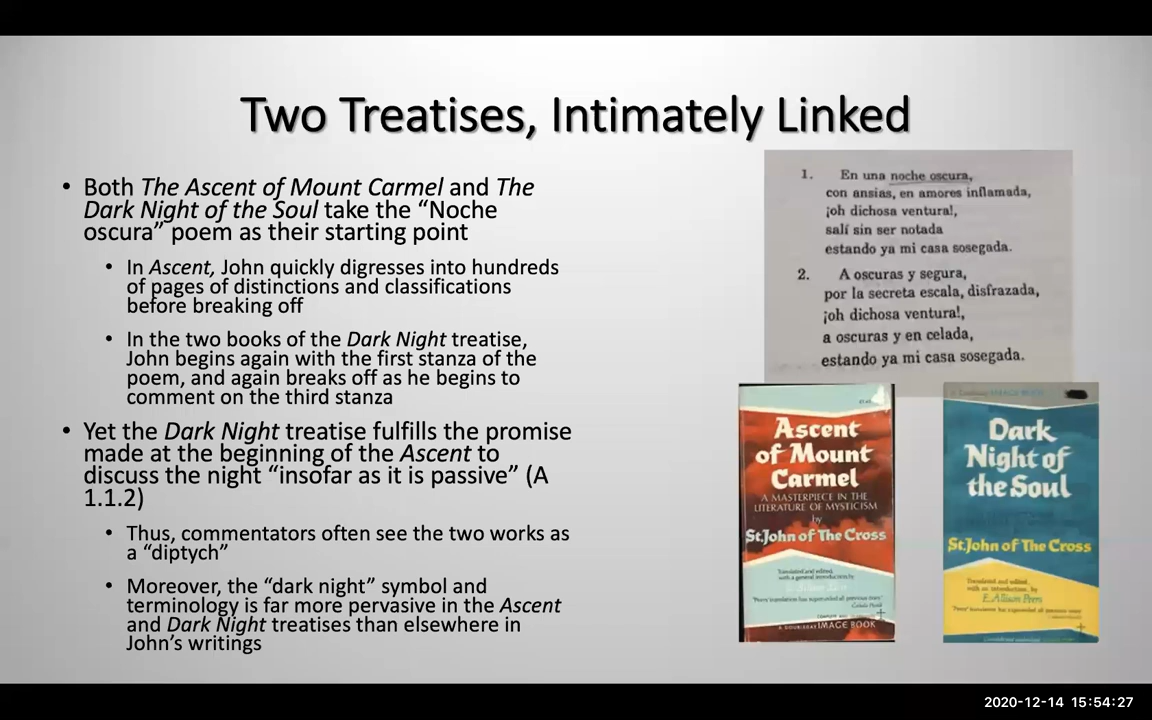 Two Treatises, Intimately Linked
• Both The Ascent of Mount Carmel and The
Dark Night of the Soul take the “Noche
oscura” poem as their starting point
• In Ascent, John quickly digresses into hundreds
of pages of distinctions and classifications
before breaking off
• In the two books of the Dark Night treatise,
John begins again with the first stanza of the
poem, and again breaks off as he begins to
comment on the third stanza
• Yet the Dark Night treatise fulfills the promise
made at the beginning of the Ascent to
discuss the night “insofar as it is passive” (A
1.1.2)
• Thus, commentators often see the two works as
a “diptych”
• Moreover, the “dark night” symbol and
terminology is far more pervasive in the Ascent
and Dark Night treatises than elsewhere in
John’s writings
1. En una noche oscura,
con ansias, en amores inflamada,
¡oh dichosa ventura!,
salí sin ser notada
estando ya mi casa sosegada.
2. A oscuras y segura,
por la secreta escala, disfrazada,
¡oh dichosa ventura!,
a oscuras y en celada,
estando ya mi casa sosegada.
Ascent
of Mount
Carmel
A MASTERPIECE IN THE
LITERATURE OF MYSTICISM
by
St. John of The Cross
Translated and edited,
with a general introduction by
A DOUBLEDAY IMAGE BOOK
Dark
Night of
the Soul
St. John of The Cross
Translated and edited,
with an introduction, by
E. Allison Peers
2020-12-14 15:54:27